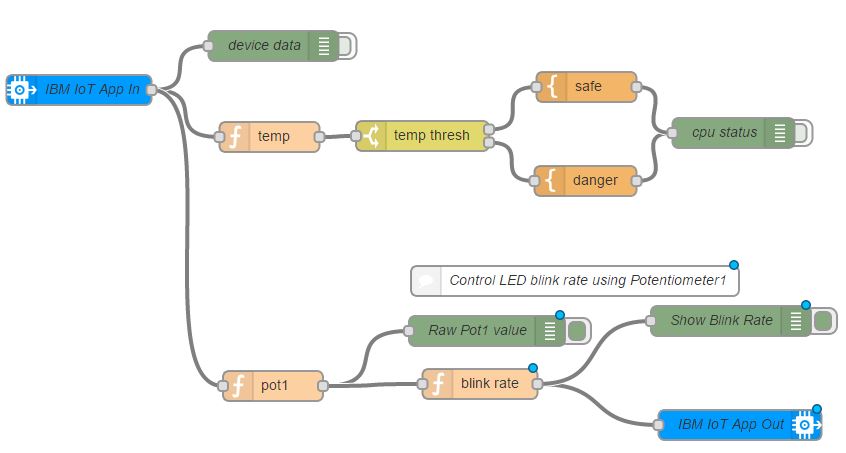 device data
IBM IoT App In
safe
temp
temp thresh
cpu status
danger
Control LED blink rate using Potentiometer1
Raw Pot1 value
Show Blink Rate
pot1
blink rate
IBM IoT App Out